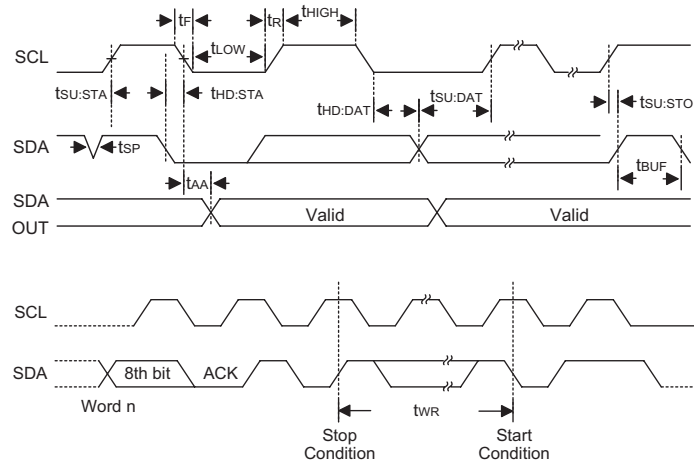 tF
tR
tHIGH
SCL
tLOW
tSU:STA
tHD:STA
tHD:DAT
tSU:DAT
tSU:STO
SDA
tSP
tBUF
tAA
SDA
OUT
Valid
Valid
SCL
SDA
8th bit
ACK
Word n
tWR
Stop
Condition
Start
Condition